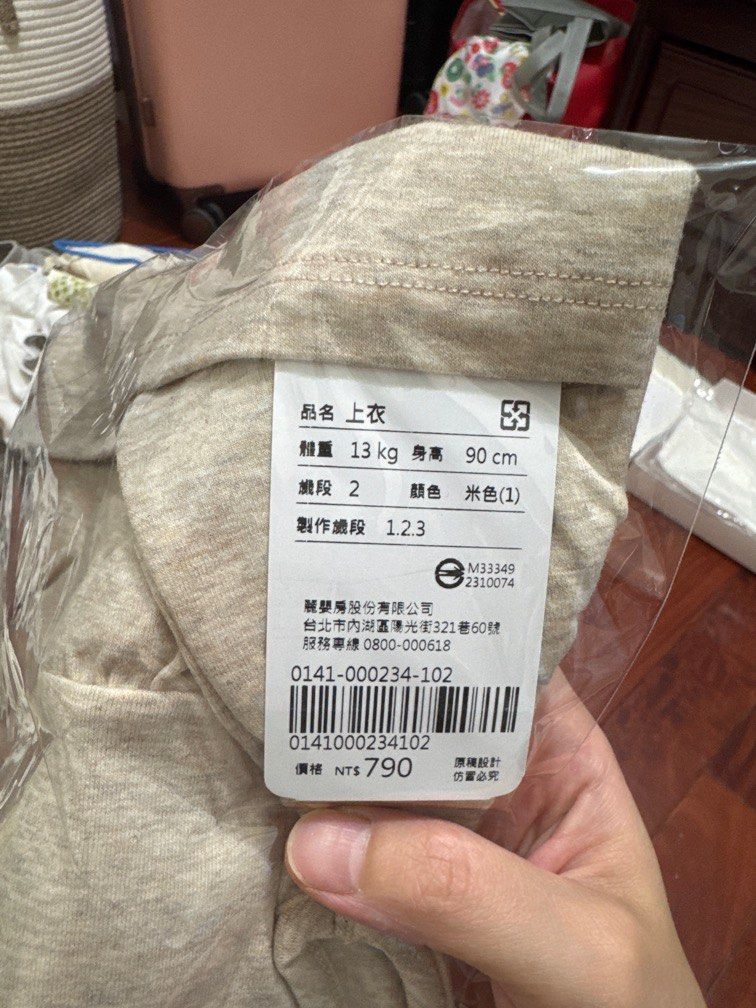 品名 上衣
體重 13 kg 身高 90 cm
歲段 2 顏色 米色(1)
製作歲段 1.2.3
M33349
2310074
麗嬰房股份有限公司
台北市內湖區陽光街321巷60號
服務專線 0800-000618
0141-000234-102
0141000234102
價格 NT$ 790
原稿設計
仿冒必究